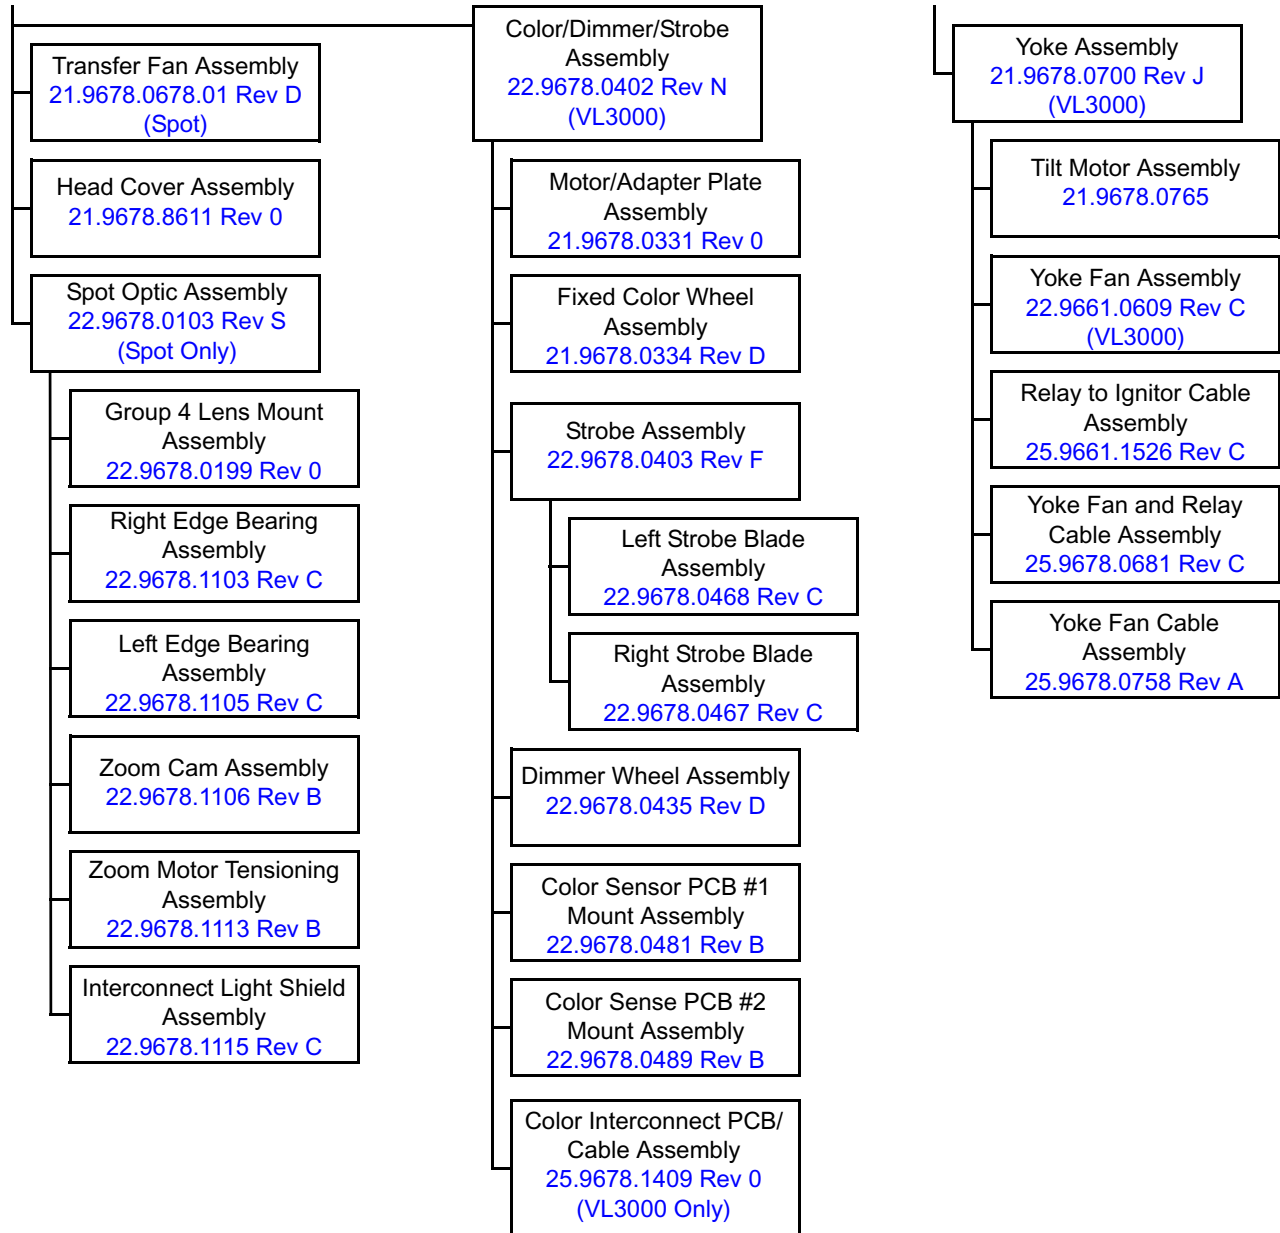 Transfer Fan Assembly
21.9678.0678.01 Rev D
(Spot)
Head Cover Assembly
21.9678.8611 Rev 0
Spot Optic Assembly
22.9678.0103 Rev S
(Spot Only)
Group 4 Lens Mount
Assembly
22.9678.0199 Rev 0
Right Edge Bearing
Assembly
22.9678.1103 Rev C
Left Edge Bearing
Assembly
22.9678.1105 Rev C
Zoom Cam Assembly
22.9678.1106 Rev B
Zoom Motor Tensioning
Assembly
22.9678.1113 Rev B
Interconnect Light Shield
Assembly
22.9678.1115 Rev C
Color/Dimmer/Strobe
Assembly
22.9678.0402 Rev N
(VL3000)
Motor/Adapter Plate
Assembly
21.9678.0331 Rev 0
Fixed Color Wheel
Assembly
21.9678.0334 Rev D
Strobe Assembly
22.9678.0403 Rev F
Left Strobe Blade
Assembly
22.9678.0468 Rev C
Right Strobe Blade
Assembly
22.9678.0467 Rev C
Dimmer Wheel Assembly
22.9678.0435 Rev D
Color Sensor PCB #1
Mount Assembly
22.9678.0481 Rev B
Color Sense PCB #2
Mount Assembly
22.9678.0489 Rev B
Color Interconnect PCB/
Cable Assembly
25.9678.1409 Rev 0
(VL3000 Only)
Yoke Assembly
21.9678.0700 Rev J
(VL3000)
Tilt Motor Assembly
21.9678.0765
Yoke Fan Assembly
22.9661.0609 Rev C
(VL3000)
Relay to Ignitor Cable
Assembly
25.9661.1526 Rev C
Yoke Fan and Relay
Cable Assembly
25.9678.0681 Rev C
Yoke Fan Cable
Assembly
25.9678.0758 Rev A